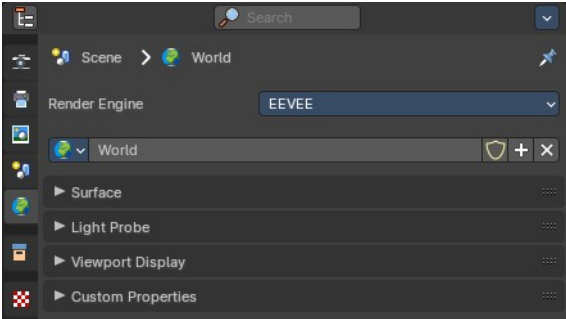 Search
Scene World
Render Engine EEVEE
World
Surface
Light Probe
Viewport Display
Custom Properties